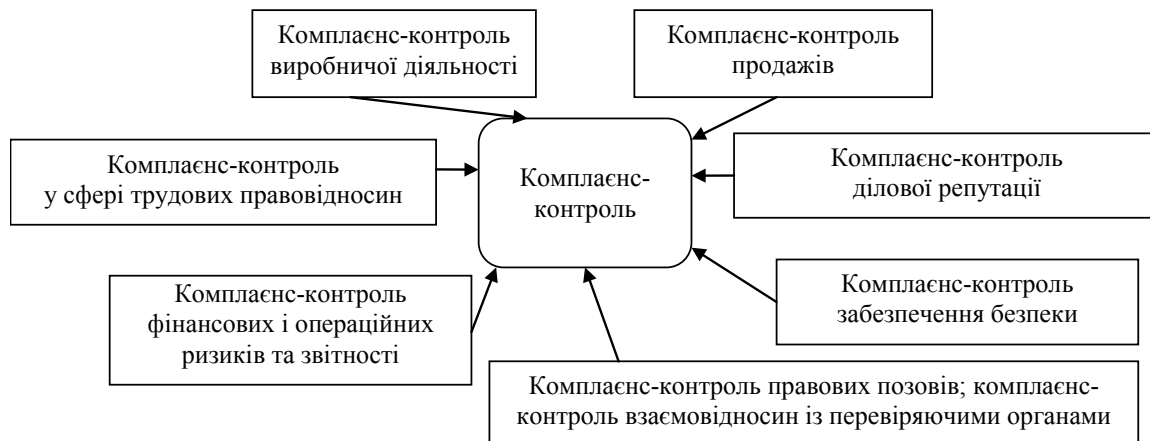 Комплаєнс-контроль
виробничої діяльності
Комплаєнс-контроль
продажів
Комплаєнс-контроль
у сфері трудових правовідносин
Комплаєнс-
контроль
Комплаєнс-контроль
ділової репутації
Комплаєнс-контроль
фінансових і операційних
ризиків та звітності
Комплаєнс-контроль
забезпечення безпеки
Комплаєнс-контроль правових позовів; комплаєнс-
контроль взаємовідносин із перевіряючими органами